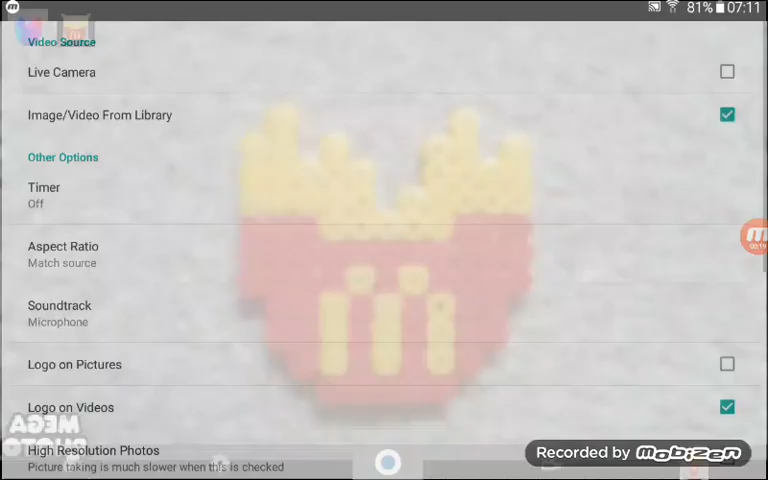 81% 07:11
Video Source
Live Camera
Image/Video From Library
Other Options
Timer
Off
Aspect Ratio
Match source
Soundtrack
Microphone
Logo on Pictures
Logo on Videos
MEGA
PHOTO
High Resolution Photos
Picture taking is much slower when this is checked
m
03:19
Recorded by mobizen